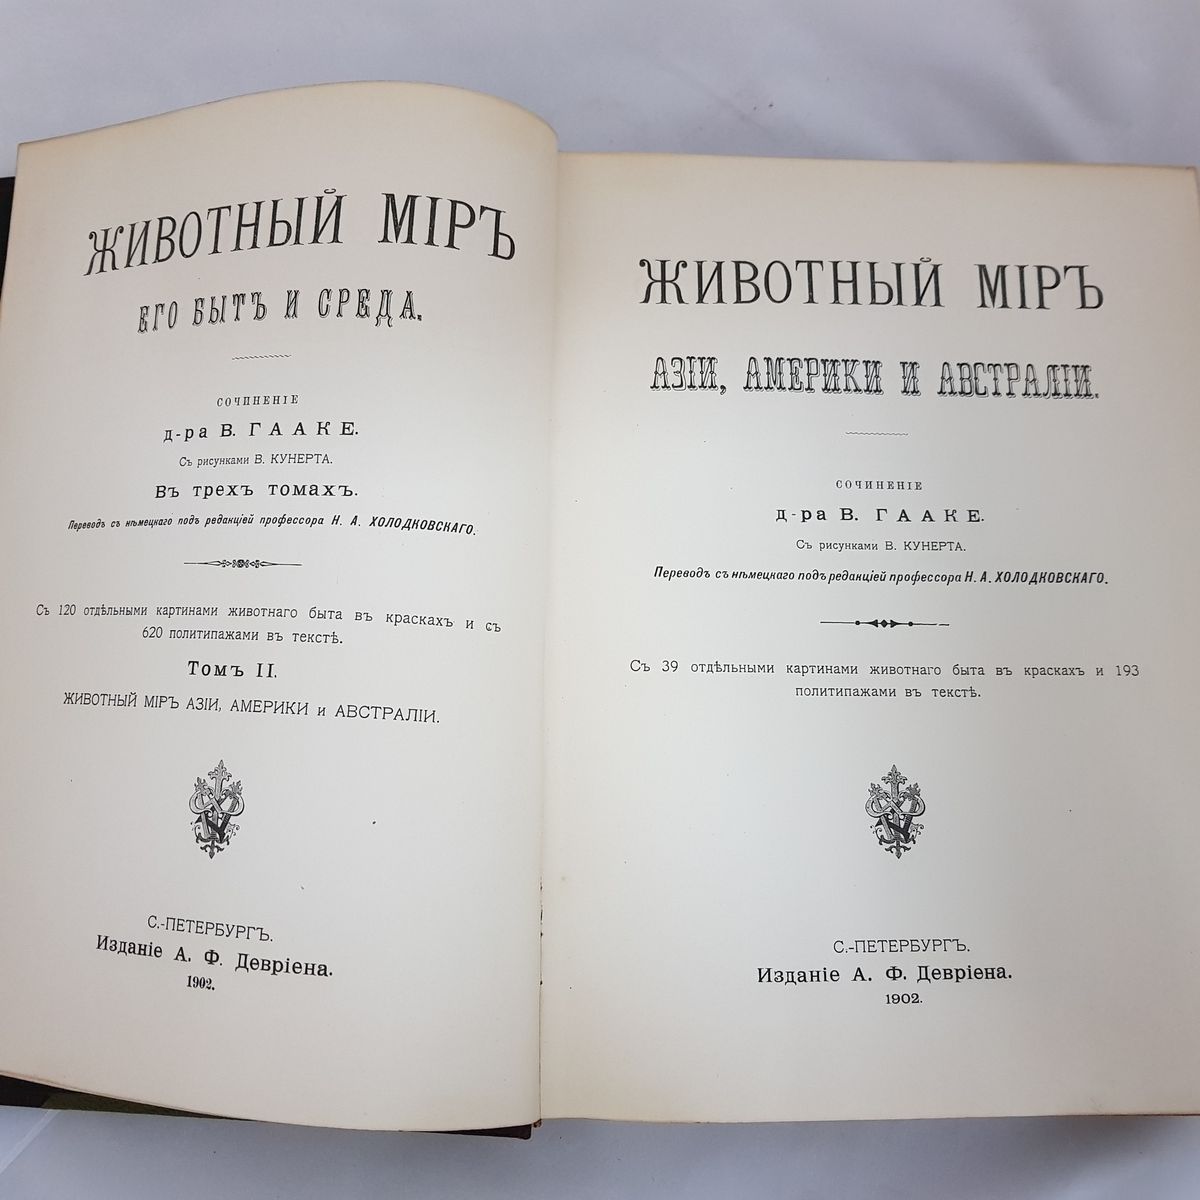 ЖИВОТНЫЙ МІРЪ
ЕГО БЫТЪ И СРЕДА.
СОЧИНЕНІЕ
д-ра В. ГААКЕ.
Съ рисунками В. КУНЕРТА.
Въ трехъ томахъ.
Переводъ съ нѣмецкаго подъ редакціей профессора Н. А. ХОЛОДКОВСКАГО.
Съ 120 отдѣльными картинами животнаго быта въ краскахъ и съ
620 политипажами въ текстѣ.
Томъ II.
ЖИВОТНЫЙ МІРЪ АЗІИ, АМЕРИКИ и АВСТРАЛІИ.
С.-ПЕТЕРБУРГЪ.
Изданіе А. Ф. Девріена.
1902.
ЖИВОТНЫЙ МІРЪ
АЗІИ, АМЕРИКИ И АВСТРАЛІИ.
СОЧИНЕНІЕ
д-ра В. ГААКЕ.
Съ рисунками В. КУНЕРТА.
Переводъ съ нѣмецкаго подъ редакціей профессора Н. А. ХОЛОДКОВСКАГО.
Съ 39 отдѣльными картинами животнаго быта въ краскахъ и 193
политипажами въ текстѣ.
С.-ПЕТЕРБУРГЪ.
Изданіе А. Ф. Девріена.
1902.